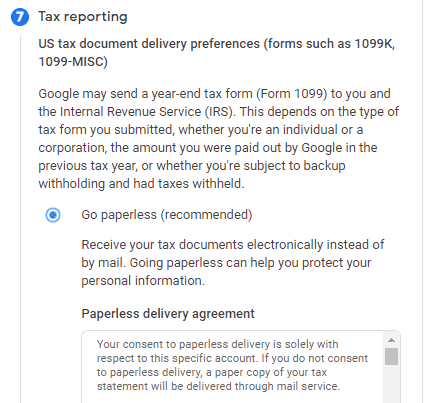 7 Tax reporting
US tax document delivery preferences (forms such as 1099K,
1099-MISC)
Google may send a year-end tax form (Form 1099) to you and
the Internal Revenue Service (IRS). This depends on the type of
tax form you submitted, whether you're an individual or a
corporation, the amount you were paid out by Google in the
previous tax year, or whether you're subject to backup
withholding and had taxes withheld.
Go paperless (recommended)
Receive your tax documents electronically instead of
by mail. Going paperless can help you protect your
personal information.
Paperless delivery agreement
Your consent to paperless delivery is solely with
respect to this specific account. If you do not consent
to paperless delivery, a paper copy of your tax
statement will be delivered through mail service.